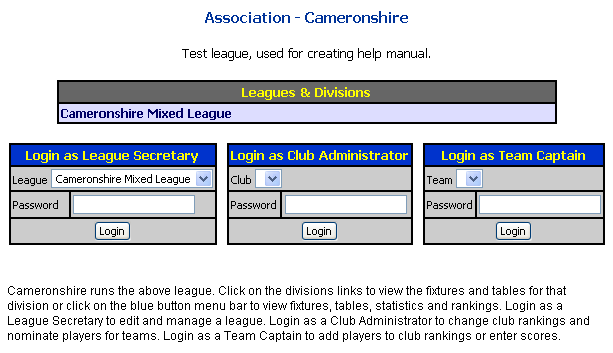 Association - Cameronshire
Test league, used for creating help manual.
Leagues & Divisions
Cameronshire Mixed League
Login as League Secretary
League Cameronshire Mixed League
Password
Login
Login as Club Administrator
Club
Password
Login
Login as Team Captain
Team
Password
Login
Cameronshire runs the above league. Click on the divisions links to view the fixtures and tables for that
division or click on the blue button menu bar to view fixtures, tables, statistics and rankings. Login as a
League Secretary to edit and manage a league. Login as a Club Administrator to change club rankings and
nominate players for teams. Login as a Team Captain to add players to club rankings or enter scores.